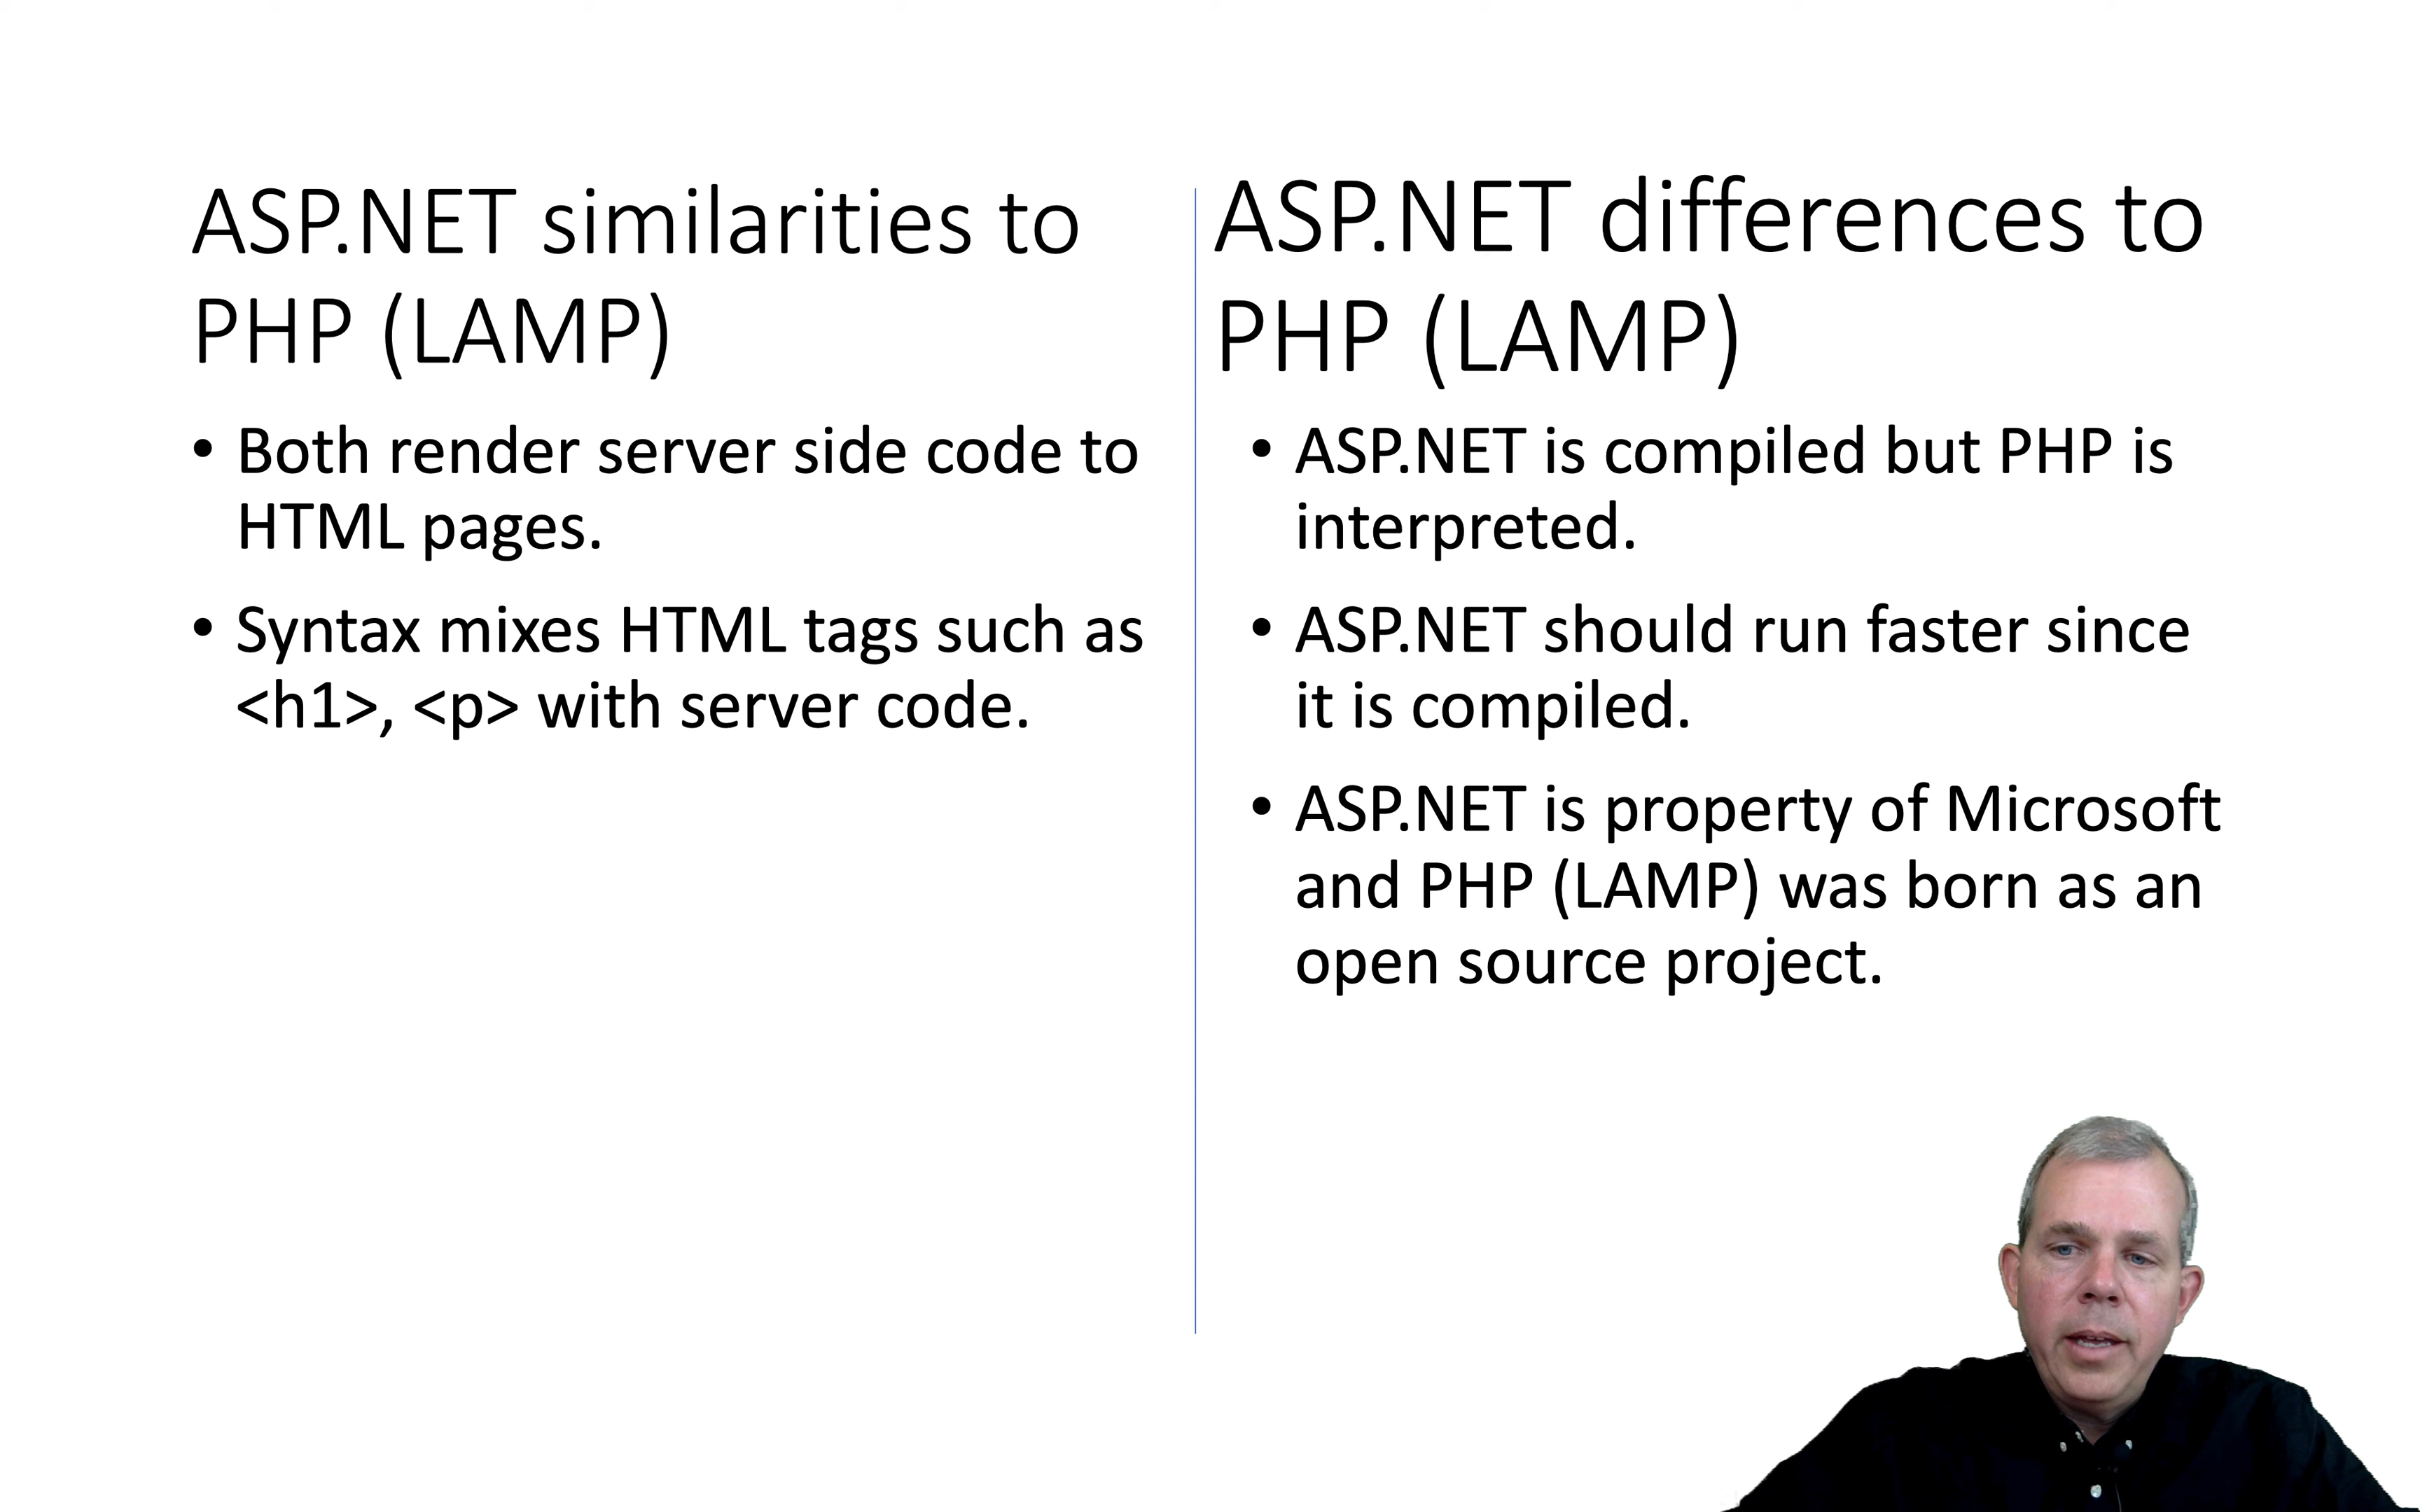 ASP.NET similarities to
PHP (LAMP)
• Both render server side code to
HTML pages.
• Syntax mixes HTML tags such as
<h1>, <p> with server code.
ASP.NET differences to
PHP (LAMP)
• ASP.NET is compiled but PHP is
interpreted.
• ASP.NET should run faster since
it is compiled.
• ASP.NET is property of Microsoft
and PHP (LAMP) was born as an
open source project.